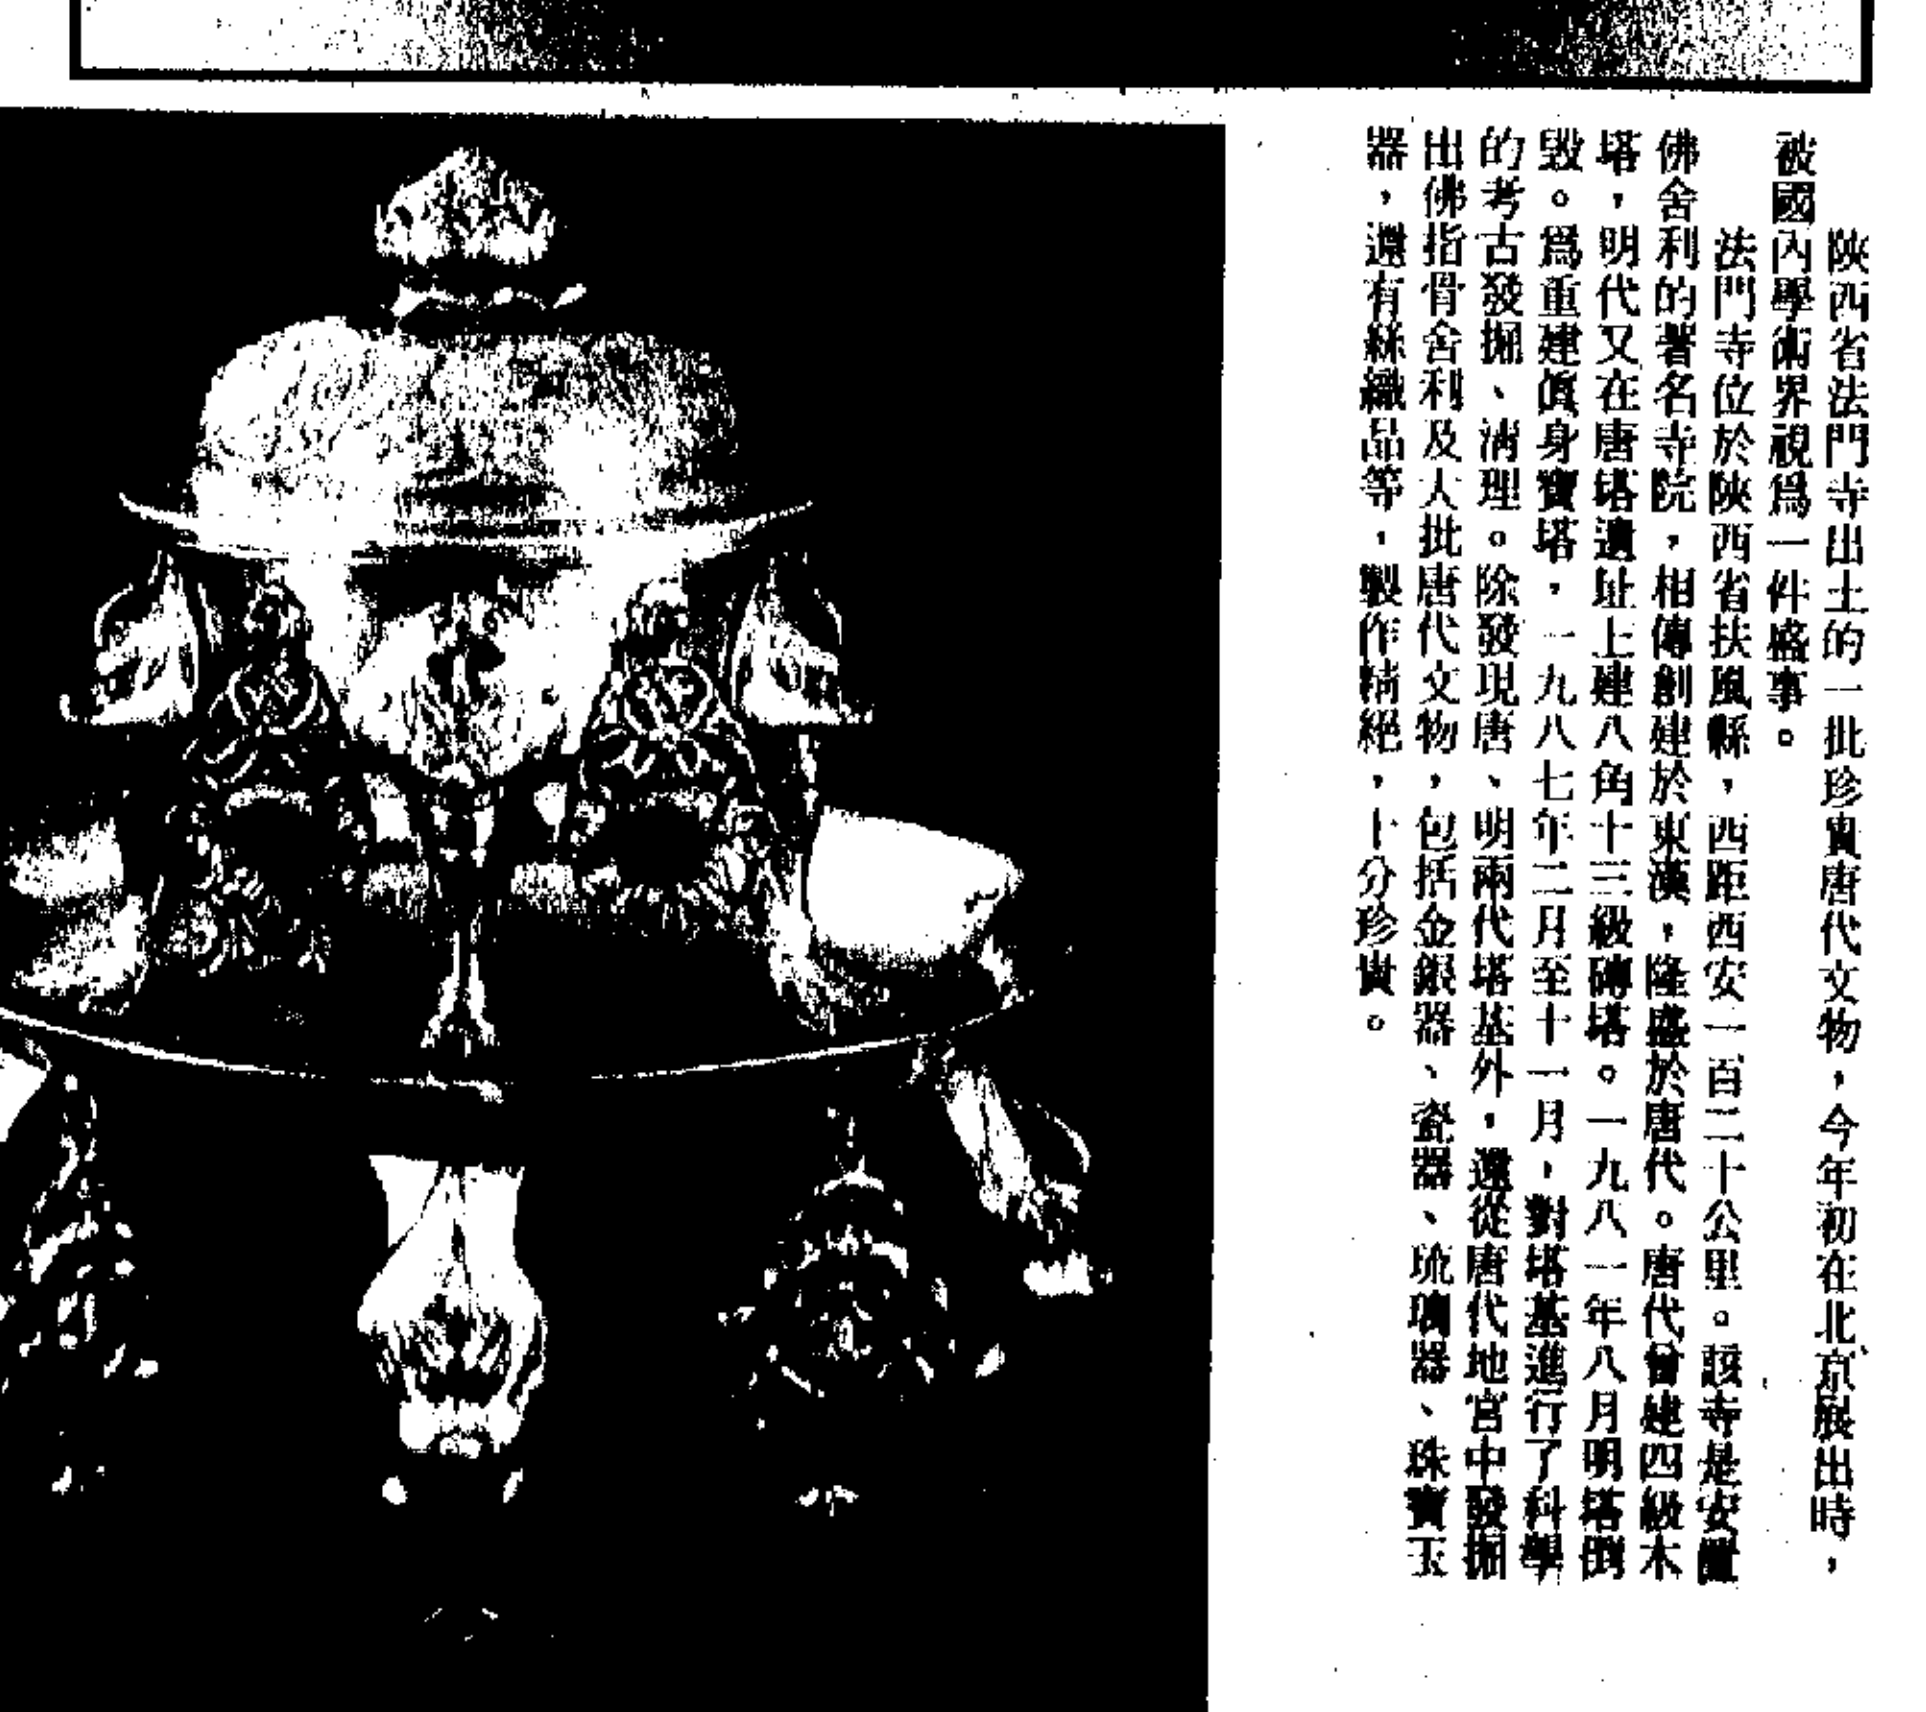 陝西省法門寺出土的一批珍貴唐代文物，今年初在北京展出時，
被國內學術界視爲一件盛事。
法門寺位於陝西省扶風縣，西距西安一百二十公里。該寺是安置
佛舍利的著名寺院，相傳創建於東漢，隆盛於唐代。唐代曾建四級木
塔，明代又在唐塔遺址上建八角十三級磚塔。一九八一年八月明塔倒
毀。爲重建眞身寶塔，一九八七年二月至十一月，對塔基進行了科學
的考古發掘、清理。除發現唐、明兩代塔基外，還從唐代地宮中發掘
出佛指骨舍利及大批唐代文物，包括金銀器、瓷器、琉璃器、珠寶玉
器，還有絲織品等，製作精絕，十分珍貴。